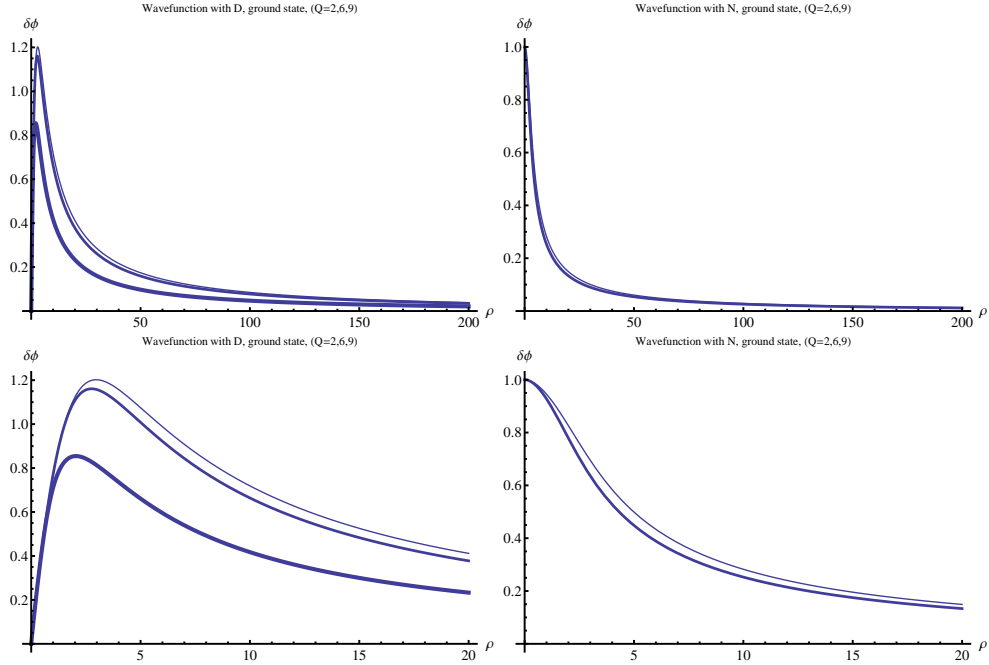 Wavefunction with D, ground state, (Q=2,6,9)
δϕ
1.2
1.0
0.8
0.6
0.4
0.2
50 100 150 200 ρ
Wavefunction with N, ground state, (Q=2,6,9)
δϕ
1.0
0.8
0.6
0.4
0.2
50 100 150 200 ρ
Wavefunction with D, ground state, (Q=2,6,9)
δϕ
1.2
1.0
0.8
0.6
0.4
0.2
5 10 15 20 ρ
Wavefunction with N, ground state, (Q=2,6,9)
δϕ
1.0
0.8
0.6
0.4
0.2
5 10 15 20 ρ